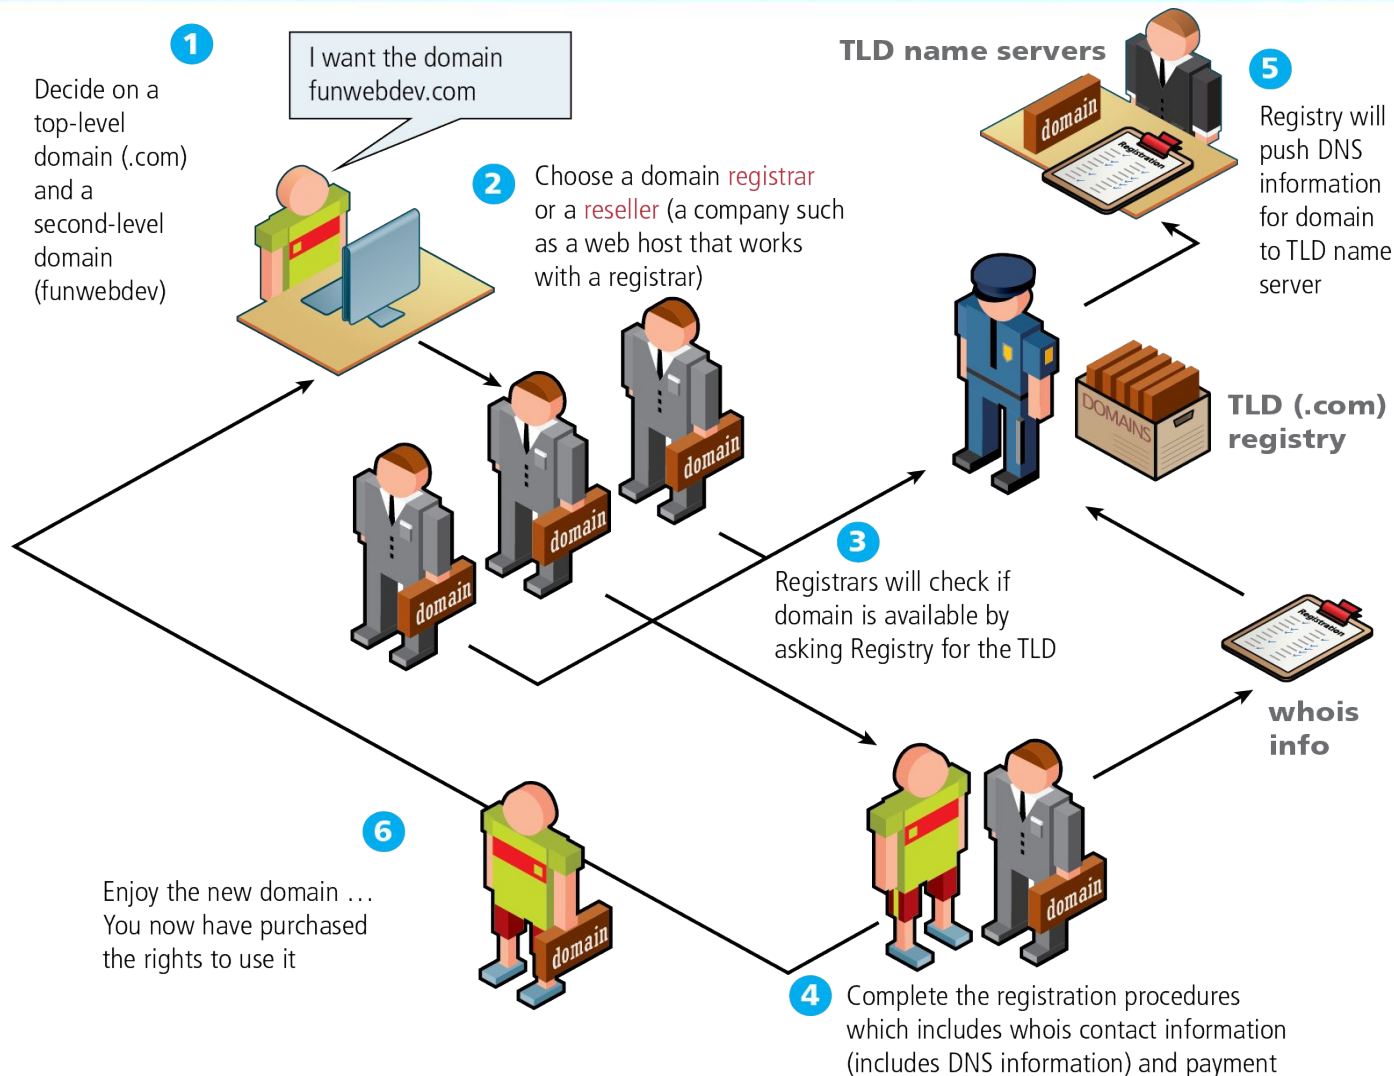 1
Decide on a
top-level
domain (.com)
and a
second-level
domain
(funwebdev)
I want the domain
funwebdev.com
2
Choose a domain registrar
or a reseller (a company such
as a web host that works
with a registrar)
domain
domain
domain
3
Registrars will check if
domain is available by
asking Registry for the TLD
DOMAINS
TLD (.com)
registry
Registration
whois
info
domain
4
Complete the registration procedures
which includes whois contact information
(includes DNS information) and payment
TLD name servers
domain
Registration
5
Registry will
push DNS
information
for domain
to TLD name
server
6
Enjoy the new domain …
You now have purchased
the rights to use it
domain